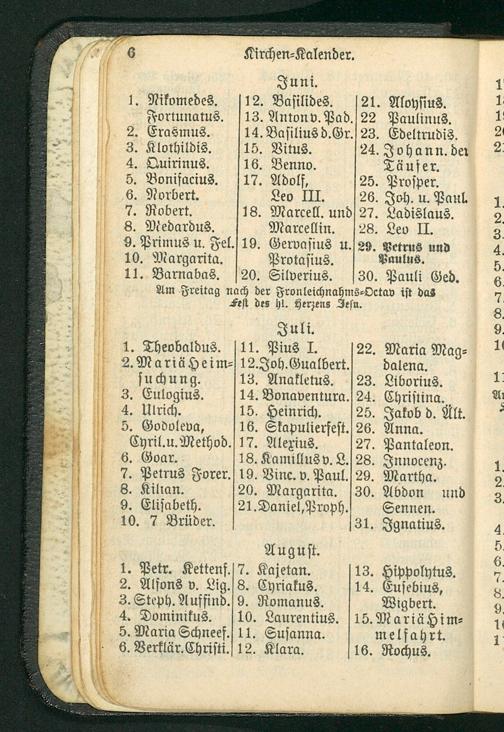 6
Kirchen=Kalender.
Juni.
1. Nikomedes.
Fortunatus.
2. Erasmus.
3. Klothildis.
4. Quirinus.
5. Bonifacius.
6. Norbert.
7. Robert.
8. Medardus.
9. Primus u. Fel.
10. Margarita.
11. Barnabas.
12. Basilides.
13. Anton v. Pad.
14. Basilius d. Gr.
15. Vitus.
16. Benno.
17. Adolf,
Leo III.
18. Marcell. und
Marcellin.
19. Gervasius u.
Protasius.
20. Silverius.
21. Aloysius.
22 Paulinus.
23. Edeltrudis.
24. Johann. der
Täufer.
25. Prosper.
26. Joh. u. Paul.
27. Ladislaus.
28. Leo II.
29. Petrus und
Paulus.
30. Pauli Ged.
Am Freitag nach der Fronleichnahms=Octav ist das
Fest des hl. Herzens Jesu.
Juli.
1. Theobaldus.
2. Mariä Heim=
suchung.
3. Eulogius.
4. Ulrich.
5. Godoleva,
Cyril. u. Method.
6. Goar.
7. Petrus Forer.
8. Kilian.
9. Elisabeth.
10. 7 Brüder.
11. Pius I.
12. Joh. Gualbert.
13. Anakletus.
14. Bonaventura.
15. Heinrich.
16. Skapulierfest.
17. Alexius.
18. Kamillus v. L.
19. Vinc. v. Paul.
20. Margarita.
21. Daniel, Proph.
22. Maria Mag=
dalena.
23. Liborius.
24. Christina.
25. Jakob d. Ält.
26. Anna.
27. Pantaleon.
28. Innocenz.
29. Martha.
30. Abdon und
Sennen.
31. Ignatius.
August.
1. Petr. Kettenf.
2. Alfons v. Lig.
3. Steph. Auffind.
4. Dominikus.
5. Maria Schneef.
6. Verklär. Christi.
7. Kajetan.
8. Cyriakus.
9. Romanus.
10. Laurentius.
11. Susanna.
12. Klara.
13. Hippolytus.
14. Eusebius,
Wigbert.
15. Mariä Him=
melfahrt.
16. Rochus.